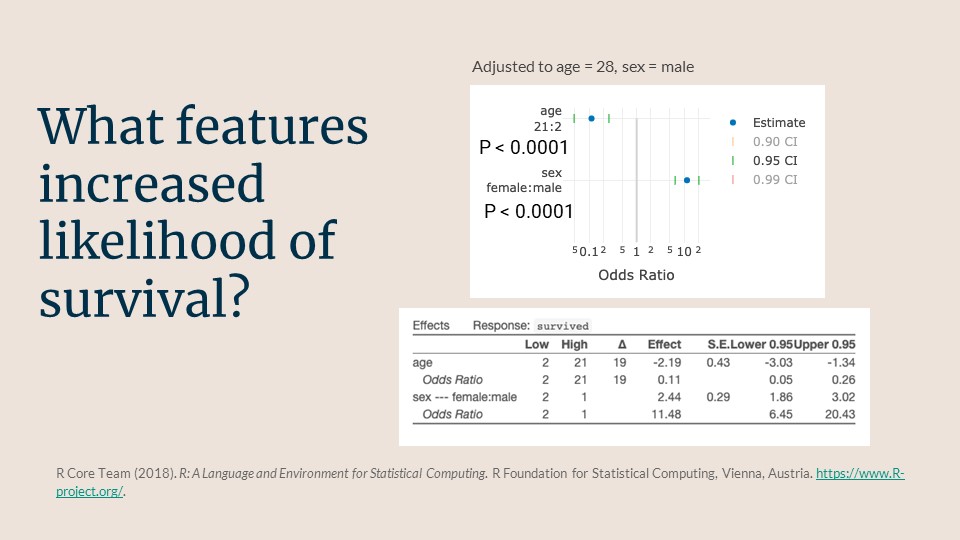 What features
increased
likelihood of
survival?
Adjusted to age = 28, sex = male
age
21:2
P < 0.0001
sex
female:male
P < 0.0001
Estimate
0.90 CI
0.95 CI
0.99 CI
5 0.1 2 5 1 2 5 10 2
Odds Ratio
Effects Response: survived
Low High Δ Effect S.E. Lower 0.95 Upper 0.95
age 2 21 19 -2.19 0.43 -3.03 -1.34
Odds Ratio 2 21 19 0.11 0.05 0.26
sex --- female:male 2 1 2.44 0.29 1.86 3.02
Odds Ratio 2 1 11.48 6.45 20.43
R Core Team (2018). R: A Language and Environment for Statistical Computing. R Foundation for Statistical Computing, Vienna, Austria. https://www.R-
project.org/.